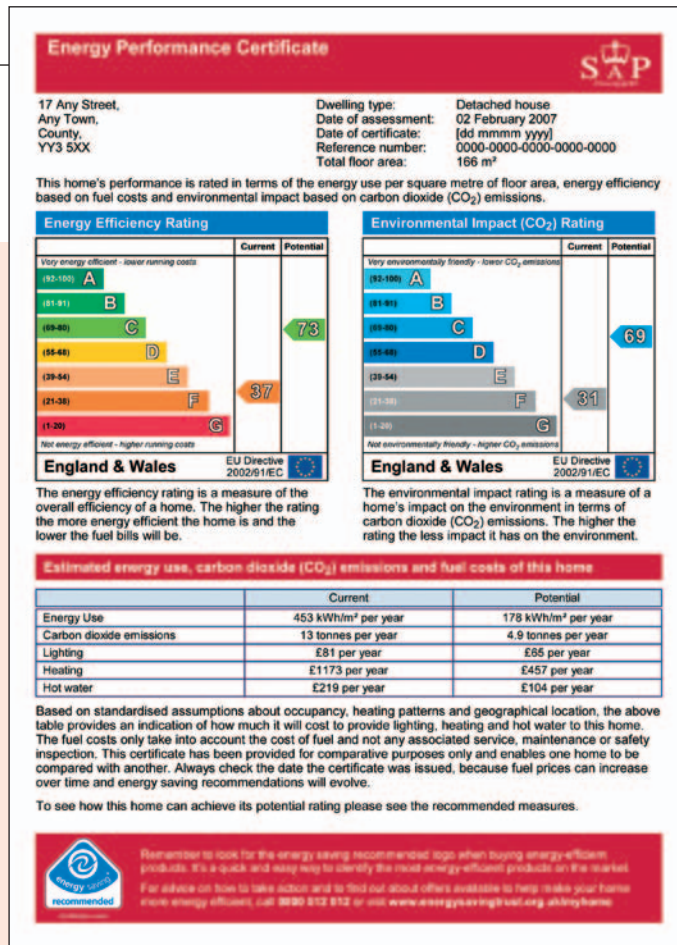 Energy Performance Certificate
SAP
17 Any Street,
Any Town,
County,
YY3 5XX
Dwelling type: Detached house
Date of assessment: 02 February 2007
Date of certificate: [dd mmmm yyyy]
Reference number: 0000-0000-0000-0000-0000
Total floor area: 166 m²
This home's performance is rated in terms of the energy use per square metre of floor area, energy efficiency
based on fuel costs and environmental impact based on carbon dioxide (CO₂) emissions.
Energy Efficiency Rating
Current Potential
Very energy efficient - lower running costs
(92-100) A
(81-91) B
(69-80) C
73
(55-68) D
(39-54) E
37
(21-38) F
(1-20) G
Not energy efficient - higher running costs
England & Wales
EU Directive
2002/91/EC
Environmental Impact (CO₂) Rating
Current Potential
Very environmentally friendly - lower CO₂ emissions
(92-100) A
(81-91) B
(69-80) C
69
(55-68) D
(39-54) E
(21-38) F
31
(1-20) G
Not environmentally friendly - higher CO₂ emissions
England & Wales
EU Directive
2002/91/EC
The energy efficiency rating is a measure of the
overall efficiency of a home. The higher the rating
the more energy efficient the home is and the
lower the fuel bills will be.
The environmental impact rating is a measure of a
home's impact on the environment in terms of
carbon dioxide (CO₂) emissions. The higher the
rating the less impact it has on the environment.
Estimated energy use, carbon dioxide (CO₂) emissions and fuel costs of this home
Current Potential
Energy Use 453 kWh/m² per year 178 kWh/m² per year
Carbon dioxide emissions 13 tonnes per year 4.9 tonnes per year
Lighting £81 per year £65 per year
Heating £1173 per year £457 per year
Hot water £219 per year £104 per year
Based on standardised assumptions about occupancy, heating patterns and geographical location, the above
table provides an indication of how much it will cost to provide lighting, heating and hot water to this home.
The fuel costs only take into account the cost of fuel and not any associated service, maintenance or safety
inspection. This certificate has been provided for comparative purposes only and enables one home to be
compared with another. Always check the date the certificate was issued, because fuel prices can increase
over time and energy saving recommendations will evolve.
To see how this home can achieve its potential rating please see the recommended measures.
energy saving
recommended
Remember to look for the energy saving recommended logo when buying energy-efficient
products. It's a quick and easy way to identify the most energy-efficient products on the market.
For advice on how to take action and to find out about offers available to help make your home
more energy efficient, call 0800 512 012 or visit www.energysavingtrust.org.uk/myhome